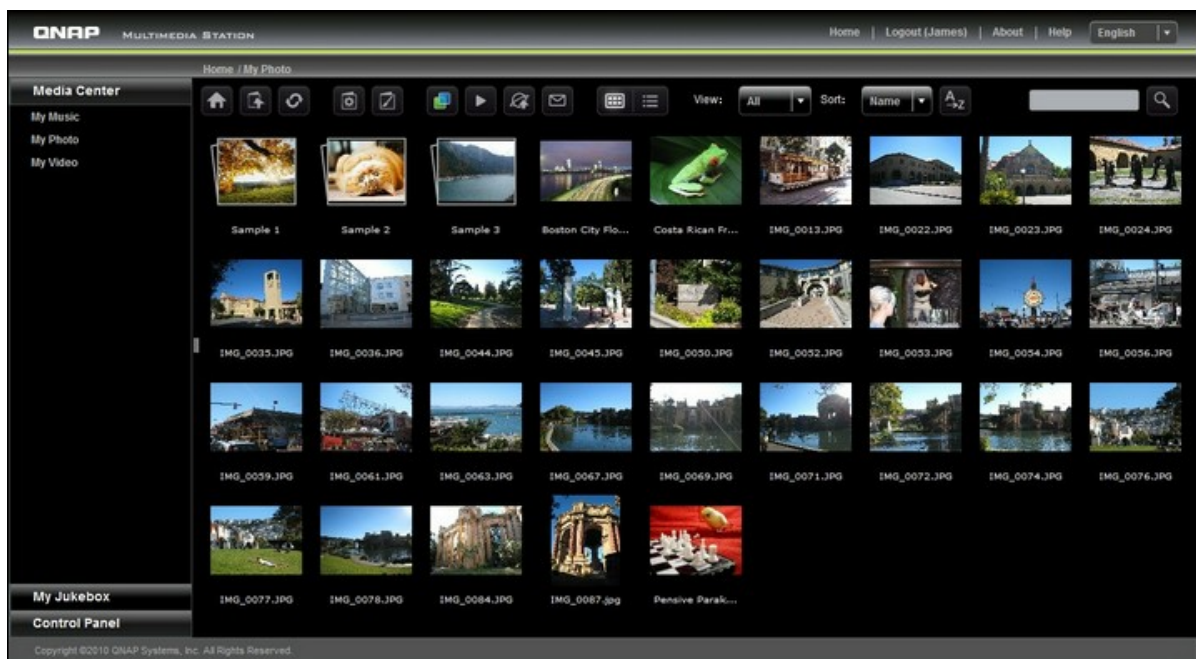 QNAP MULTIMEDIA STATION
Home | Logout (James) | About | Help English
Home / My Photo
Media Center
My Music
My Photo
My Video
View: All Sort: Name A Z
Sample 1 Sample 2 Sample 3 Boston City Flo... Costa Rican Fr... IMG_0013.JPG IMG_0022.JPG IMG_0023.JPG IMG_0024.JPG
IMG_0035.JPG IMG_0036.JPG IMG_0044.JPG IMG_0045.JPG IMG_0050.JPG IMG_0052.JPG IMG_0053.JPG IMG_0054.JPG IMG_0056.JPG
IMG_0059.JPG IMG_0061.JPG IMG_0063.JPG IMG_0067.JPG IMG_0069.JPG IMG_0071.JPG IMG_0072.JPG IMG_0074.JPG IMG_0076.JPG
IMG_0077.JPG IMG_0078.JPG IMG_0084.JPG IMG_0087.jpg Pensive Parak...
My Jukebox
Control Panel
Copyright ©2010 QNAP Systems, Inc. All Rights Reserved.